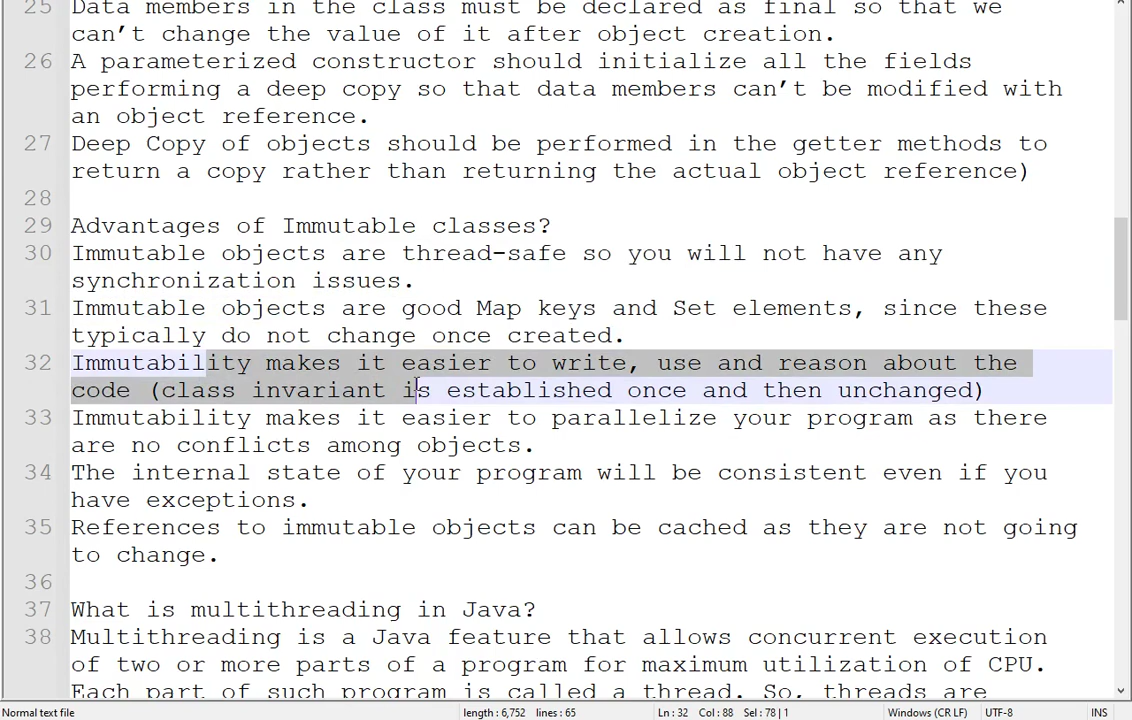 25 Data members in the class must be declared as final so that we
can’t change the value of it after object creation.
26 A parameterized constructor should initialize all the fields
performing a deep copy so that data members can’t be modified with
an object reference.
27 Deep Copy of objects should be performed in the getter methods to
return a copy rather than returning the actual object reference)
28
29 Advantages of Immutable classes?
30 Immutable objects are thread-safe so you will not have any
synchronization issues.
31 Immutable objects are good Map keys and Set elements, since these
typically do not change once created.
32 Immutability makes it easier to write, use and reason about the
code (class invariant is established once and then unchanged)
33 Immutability makes it easier to parallelize your program as there
are no conflicts among objects.
34 The internal state of your program will be consistent even if you
have exceptions.
35 References to immutable objects can be cached as they are not going
to change.
36
37 What is multithreading in Java?
38 Multithreading is a Java feature that allows concurrent execution
of two or more parts of a program for maximum utilization of CPU.
Each part of such program is called a thread. So, threads are
Normal text file length : 6,752 lines : 65 Ln : 32 Col : 88 Sel : 78 | 1 Windows (CR LF) UTF-8 INS